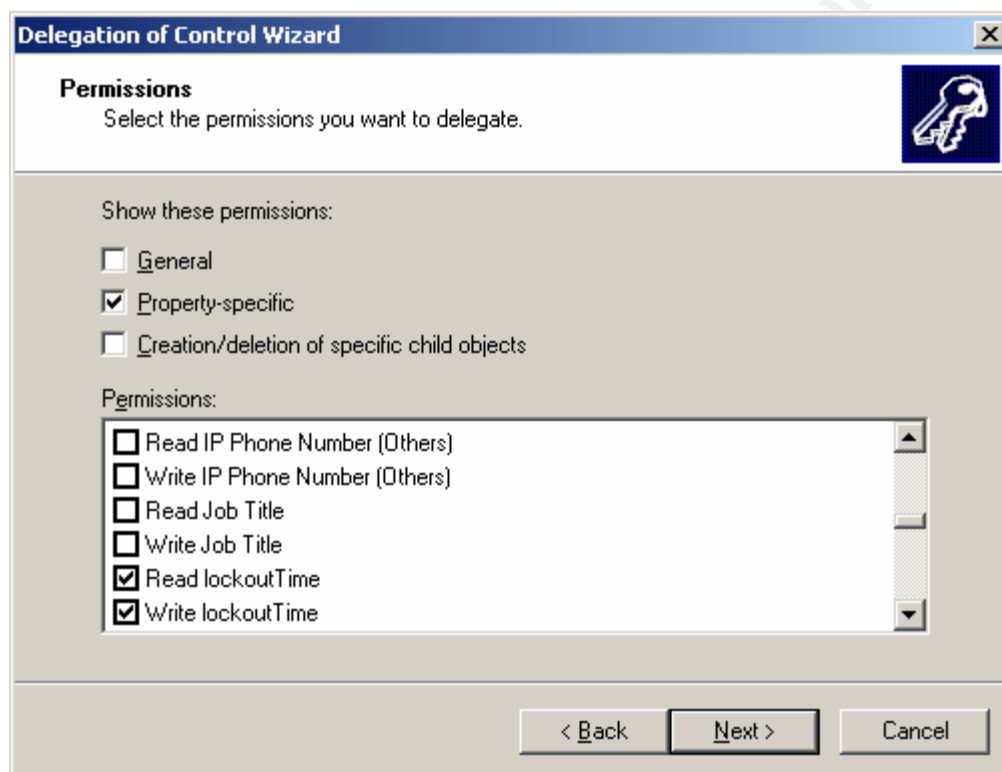 Delegation of Control Wizard
Permissions
Select the permissions you want to delegate.
Show these permissions:
General
Property-specific
Creation/deletion of specific child objects
Permissions:
Read IP Phone Number (Others)
Write IP Phone Number (Others)
Read Job Title
Write Job Title
Read lockoutTime
Write lockoutTime
< Back Next > Cancel